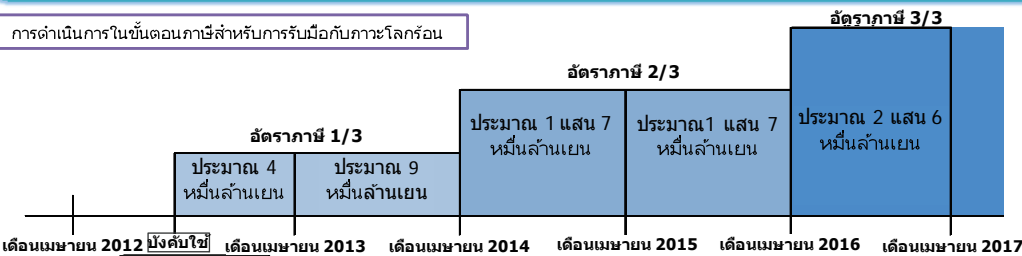 การดำเนินการในขั้นตอนภาษีสำหรับการรับมือกับภาวะโลกร้อน
อัตราภาษี 3/3
อัตราภาษี 2/3
อัตราภาษี 1/3
ประมาณ 4
หมื่นล้านเยน
ประมาณ 9
หมื่นล้านเยน
ประมาณ 1 แสน 7
หมื่นล้านเยน
ประมาณ1 แสน 7
หมื่นล้านเยน
ประมาณ 2 แสน 6
หมื่นล้านเยน
เดือนเมษายน 2012 บังคับใช้ เดือนเมษายน 2013 เดือนเมษายน 2014 เดือนเมษายน 2015 เดือนเมษายน 2016 เดือนเมษายน 2017